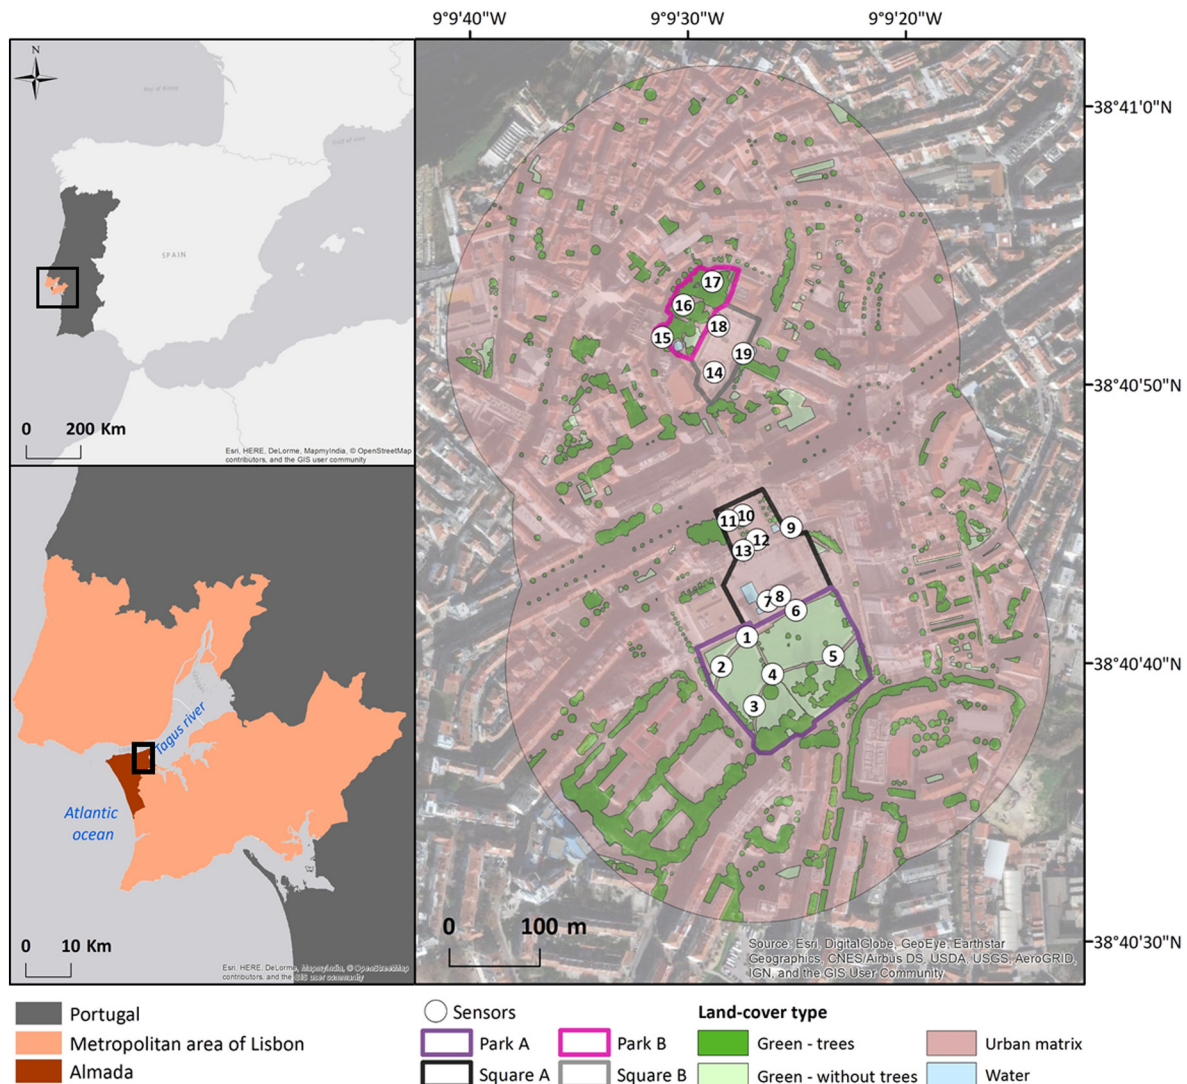 9°9'40"W 9°9'30"W 9°9'20"W
N
Bay of Biscay
Gulf of Lion
SPAIN
0 200 Km
Esri, HERE, DeLorme, MapmyIndia, © OpenStreetMap
contributors, and the GIS user community
Tagus river
Atlantic
ocean
0 10 Km
Esri, HERE, DeLorme, MapmyIndia, © OpenStreetMap
contributors, and the GIS user community
38°41'0"N
38°40'50"N
38°40'40"N
38°40'30"N
17
16
18
15
19
14
10
11
9
12
13
8
7
6
1
5
2
4
3
0 100 m
Source: Esri, DigitalGlobe, GeoEye, Earthstar
Geographics, CNES/Airbus DS, USDA, USGS, AeroGRID,
IGN, and the GIS User Community
Portugal
Metropolitan area of Lisbon
Almada
Sensors
Park A Park B
Square A Square B
Land-cover type
Green - trees Urban matrix
Green - without trees Water